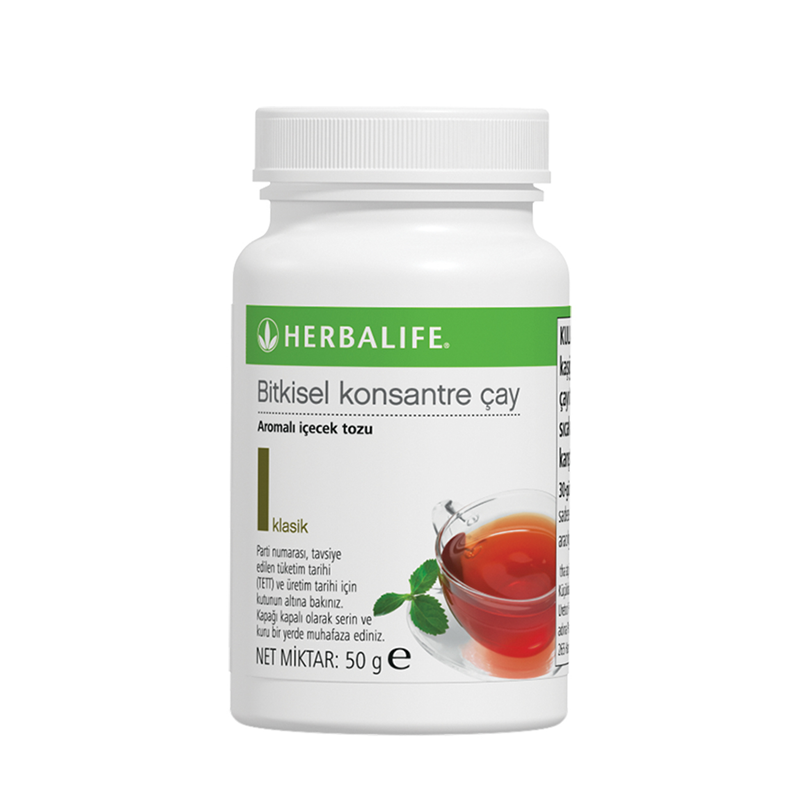 HERBALIFE®
Bitkisel konsantre çay
Aromalı içecek tozu
klasik
Parti numarası, tavsiye
edilen tüketim tarihi
(TETT) ve üretim tarihi için
kutunun altına bakınız.
Kapağı kapalı olarak serin ve
kuru bir yerde muhafaza ediniz.
NET MİKTAR: 50 g e